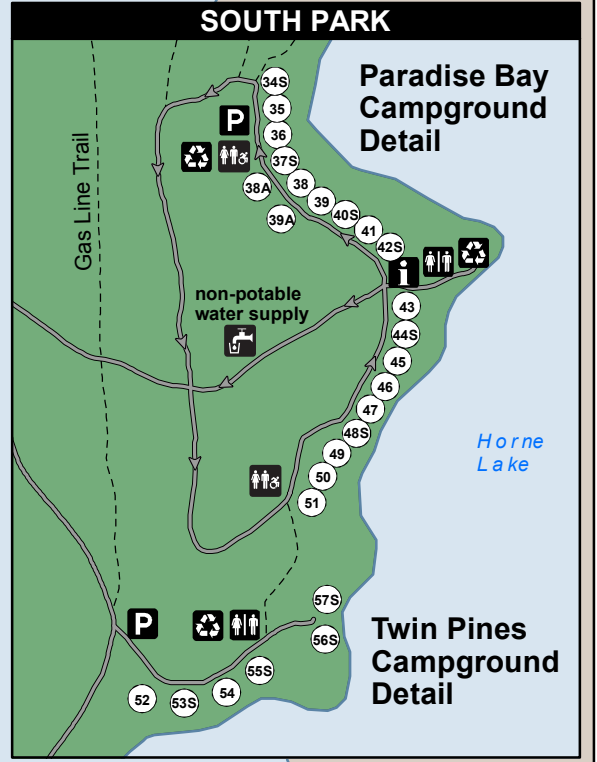 SOUTH PARK
Paradise Bay
Campground
Detail
Gas Line Trail
34S
35
P
36
37S
38A
38
39
39A
40S
41
42S
i
non-potable
water supply
43
44S
45
46
47
48S
49
50
51
Horne
Lake
57S
P
56S
Twin Pines
Campground
Detail
55S
54
52
53S